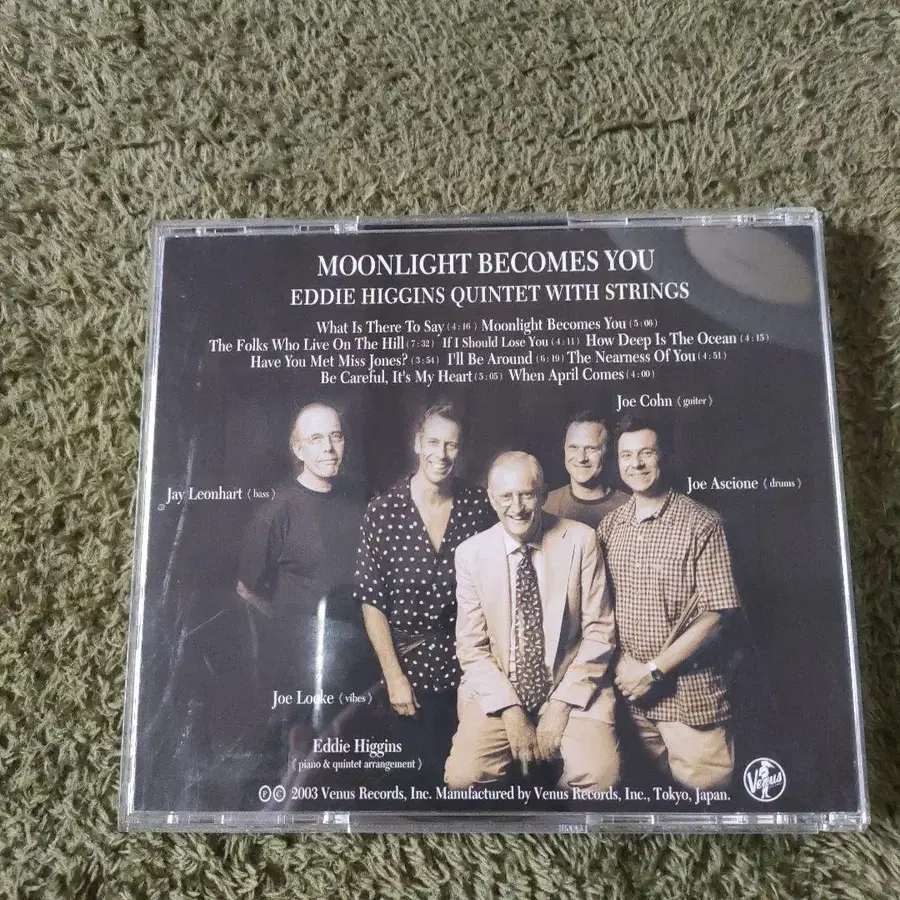 MOONLIGHT BECOMES YOU
EDDIE HIGGINS QUINTET WITH STRINGS
What Is There To Say (4:16) Moonlight Becomes You (5:06)
The Folks Who Live On The Hill (7:32) If I Should Lose You (4:11) How Deep Is The Ocean (4:15)
Have You Met Miss Jones? (3:54) I'll Be Around (6:19) The Nearness Of You (4:51)
Be Careful, It's My Heart (5:05) When April Comes (4:00)
Joe Cohn (guiter)
Jay Leonhart (bass)
Joe Ascione (drums)
Joe Locke (vibes)
Eddie Higgins
(piano & quintet arrangement)
Ⓟ © 2003 Venus Records, Inc. Manufactured by Venus Records, Inc., Tokyo, Japan.
Venus